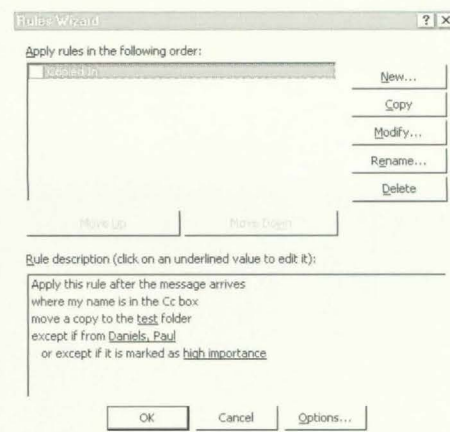 Rules Wizard
Apply rules in the following order:
Copied In
New...
Copy
Modify...
Rename...
Delete
Move Up
Move Down
Rule description (click on an underlined value to edit it):
Apply this rule after the message arrives
where my name is in the Cc box
move a copy to the test folder
except if from Daniels, Paul
or except if it is marked as high importance
OK
Cancel
Options...